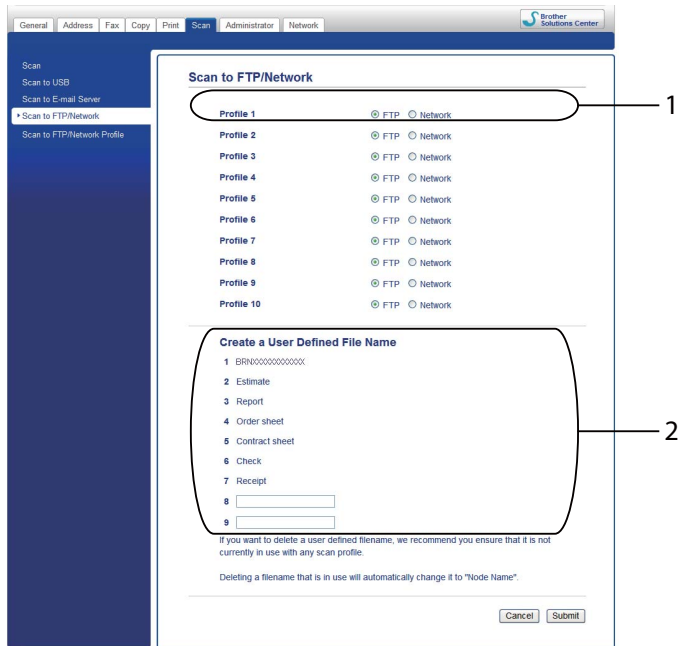 General Address Fax Copy Print Scan Administrator Network
Brother
Solutions Center
Scan
Scan to USB
Scan to E-mail Server
Scan to FTP/Network
Scan to FTP/Network Profile
Scan to FTP/Network
Profile 1 FTP Network
1
Profile 2 FTP Network
Profile 3 FTP Network
Profile 4 FTP Network
Profile 5 FTP Network
Profile 6 FTP Network
Profile 7 FTP Network
Profile 8 FTP Network
Profile 9 FTP Network
Profile 10 FTP Network
Create a User Defined File Name
1 BRNXXXXXXXXXXXX
2 Estimate
3 Report
4 Order sheet
5 Contract sheet
2
6 Check
7 Receipt
8
9
If you want to delete a user defined filename, we recommend you ensure that it is not
currently in use with any scan profile.
Deleting a filename that is in use will automatically change it to "Node Name".
Cancel Submit